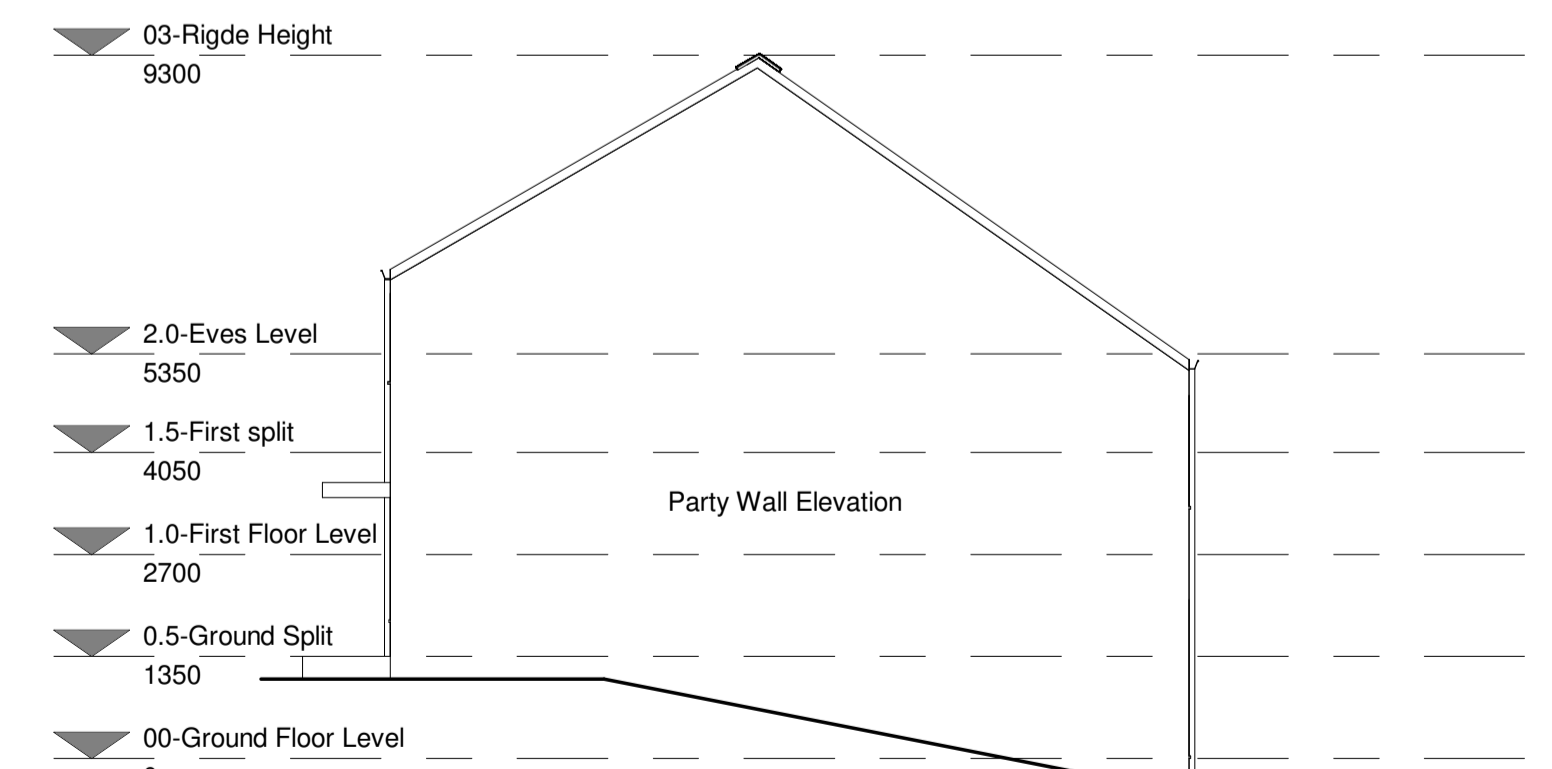 03-Rigde Height
9300
2.0-Eves Level
5350
1.5-First split
4050
Party Wall Elevation
1.0-First Floor Level
2700
0.5-Ground Split
1350
00-Ground Floor Level